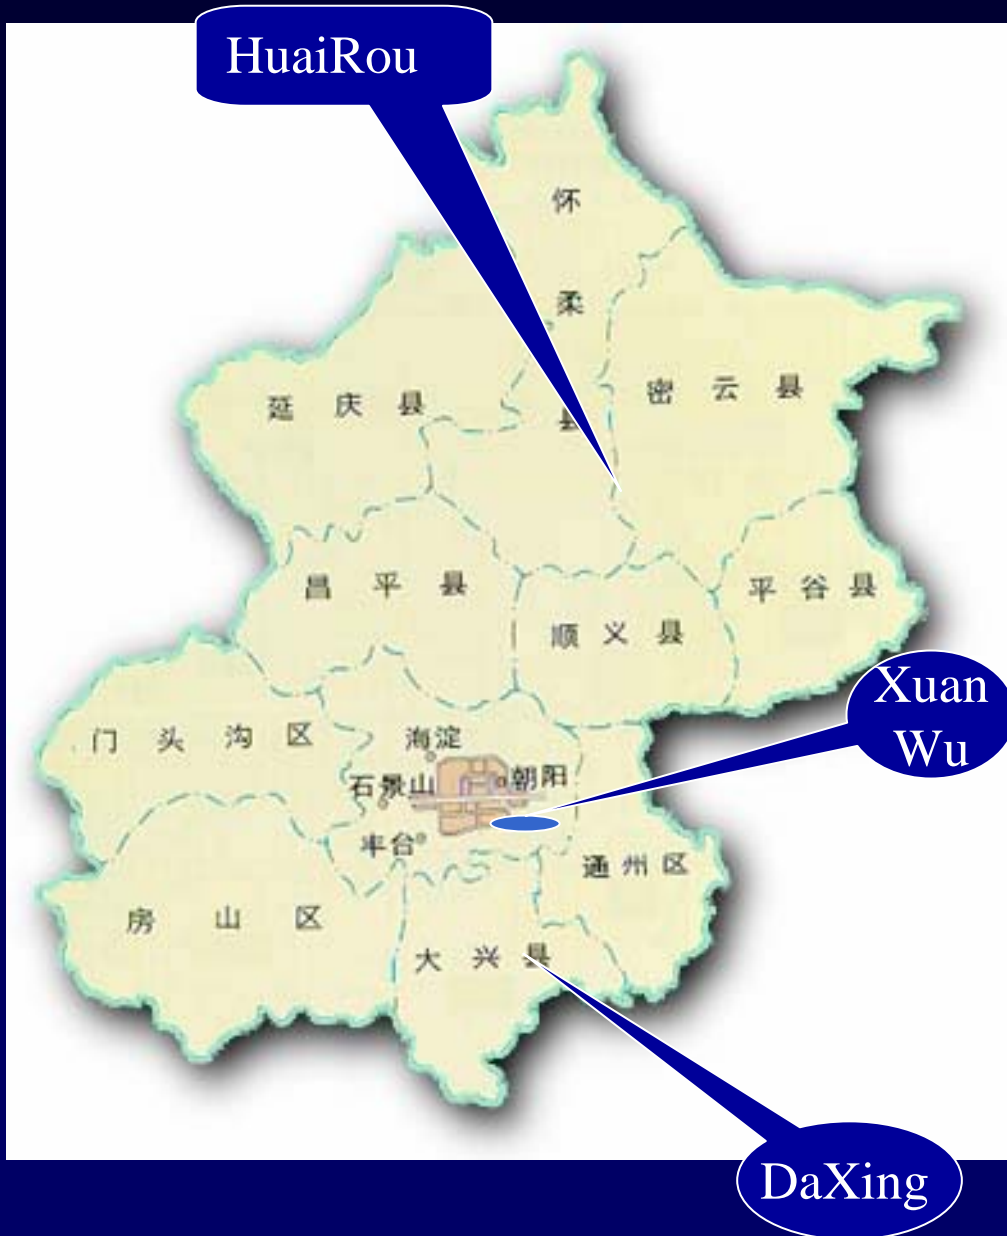 HuaiRou
怀
柔
县
延庆县
密云县
昌平县
平谷县
顺义县
Xuan
Wu
门头沟区
海淀
石景山
朝阳
丰台
通州区
房山区
大兴县
DaXing